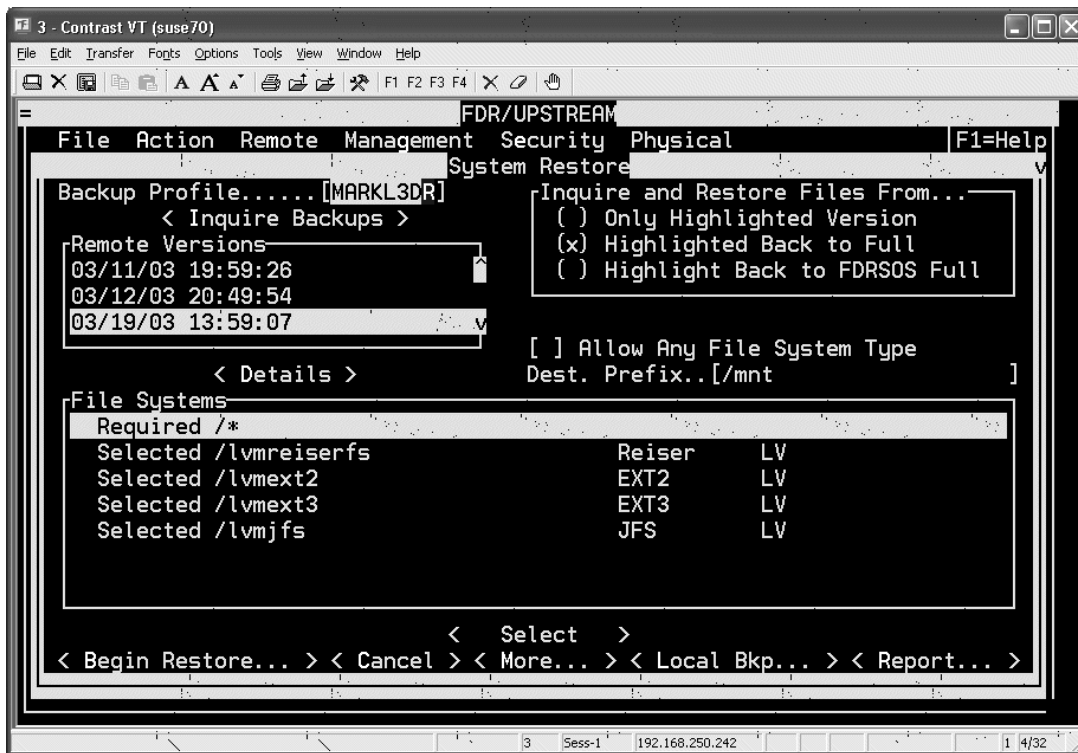 3 - Contrast VT (suse70)
File Edit Transfer Fonts Options Tools View Window Help
A A A F1 F2 F3 F4
= FDR/UPSTREAM
File Action Remote Management Security Physical F1=Help
System Restore v
Backup Profile......[MARKL3DR]
< Inquire Backups >
Remote Versions
03/11/03 19:59:26 ^
03/12/03 20:49:54
03/19/03 13:59:07 v
Inquire and Restore Files From...
( ) Only Highlighted Version
(x) Highlighted Back to Full
( ) Highlight Back to FDRSOS Full
[ ] Allow Any File System Type
< Details > Dest. Prefix..[/mnt ]
File Systems
Required /*
Selected /lvmreiserfs Reiser LV
Selected /lvmext2 EXT2 LV
Selected /lvmext3 EXT3 LV
Selected /lvmjfs JFS LV
< Select >
< Begin Restore... > < Cancel > < More... > < Local Bkp... > < Report... >
3 Sess-1 192.168.250.242 1 4/32